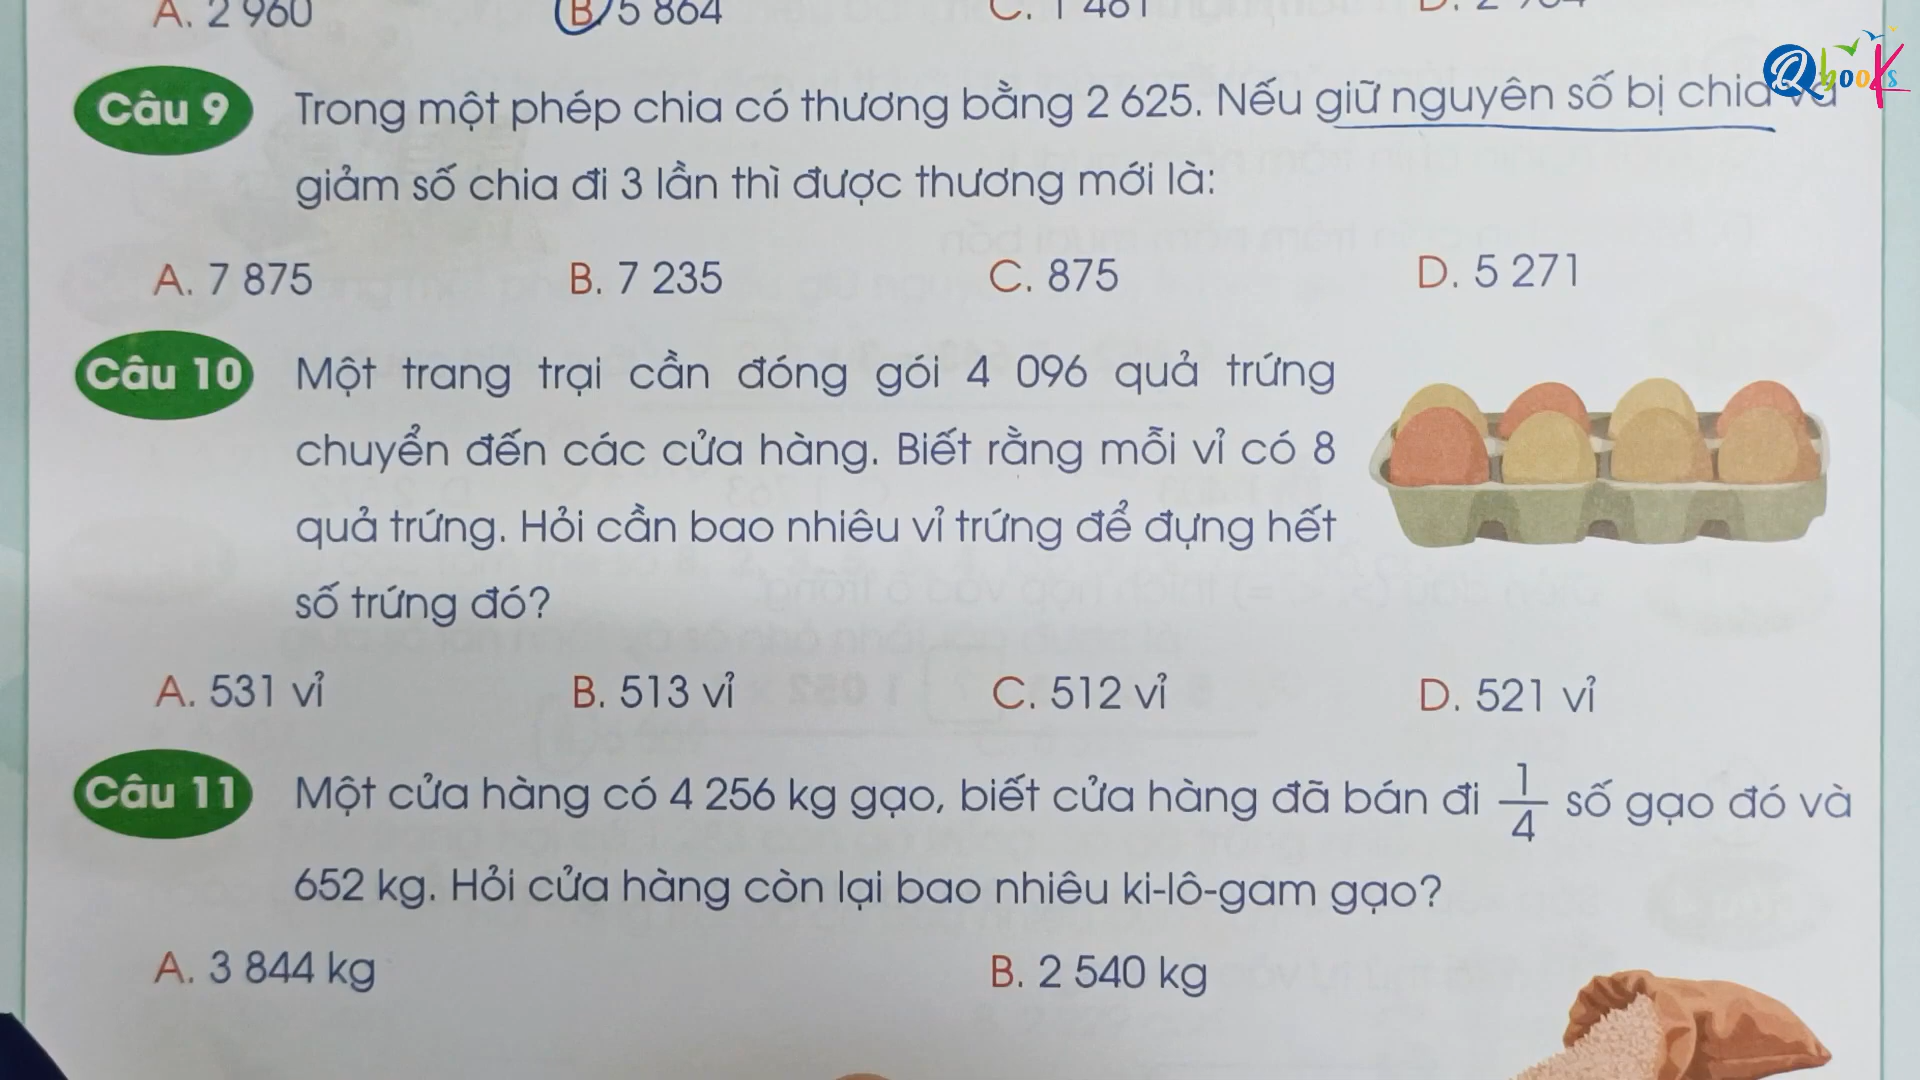 A. 2 960 B 5 864 C. 1 481
Qbooks
Câu 9 Trong một phép chia có thương bằng 2 625. Nếu giữ nguyên số bị chia và
giảm số chia đi 3 lần thì được thương mới là:
A. 7 875 B. 7 235 C. 875 D. 5 271
Câu 10 Một trang trại cần đóng gói 4 096 quả trứng
chuyển đến các cửa hàng. Biết rằng mỗi vỉ có 8
quả trứng. Hỏi cần bao nhiêu vỉ trứng để đựng hết
số trứng đó?
A. 531 vỉ B. 513 vỉ C. 512 vỉ D. 521 vỉ
Câu 11 Một cửa hàng có 4 256 kg gạo, biết cửa hàng đã bán đi 1/4 số gạo đó và
652 kg. Hỏi cửa hàng còn lại bao nhiêu ki-lô-gam gạo?
A. 3 844 kg B. 2 540 kg